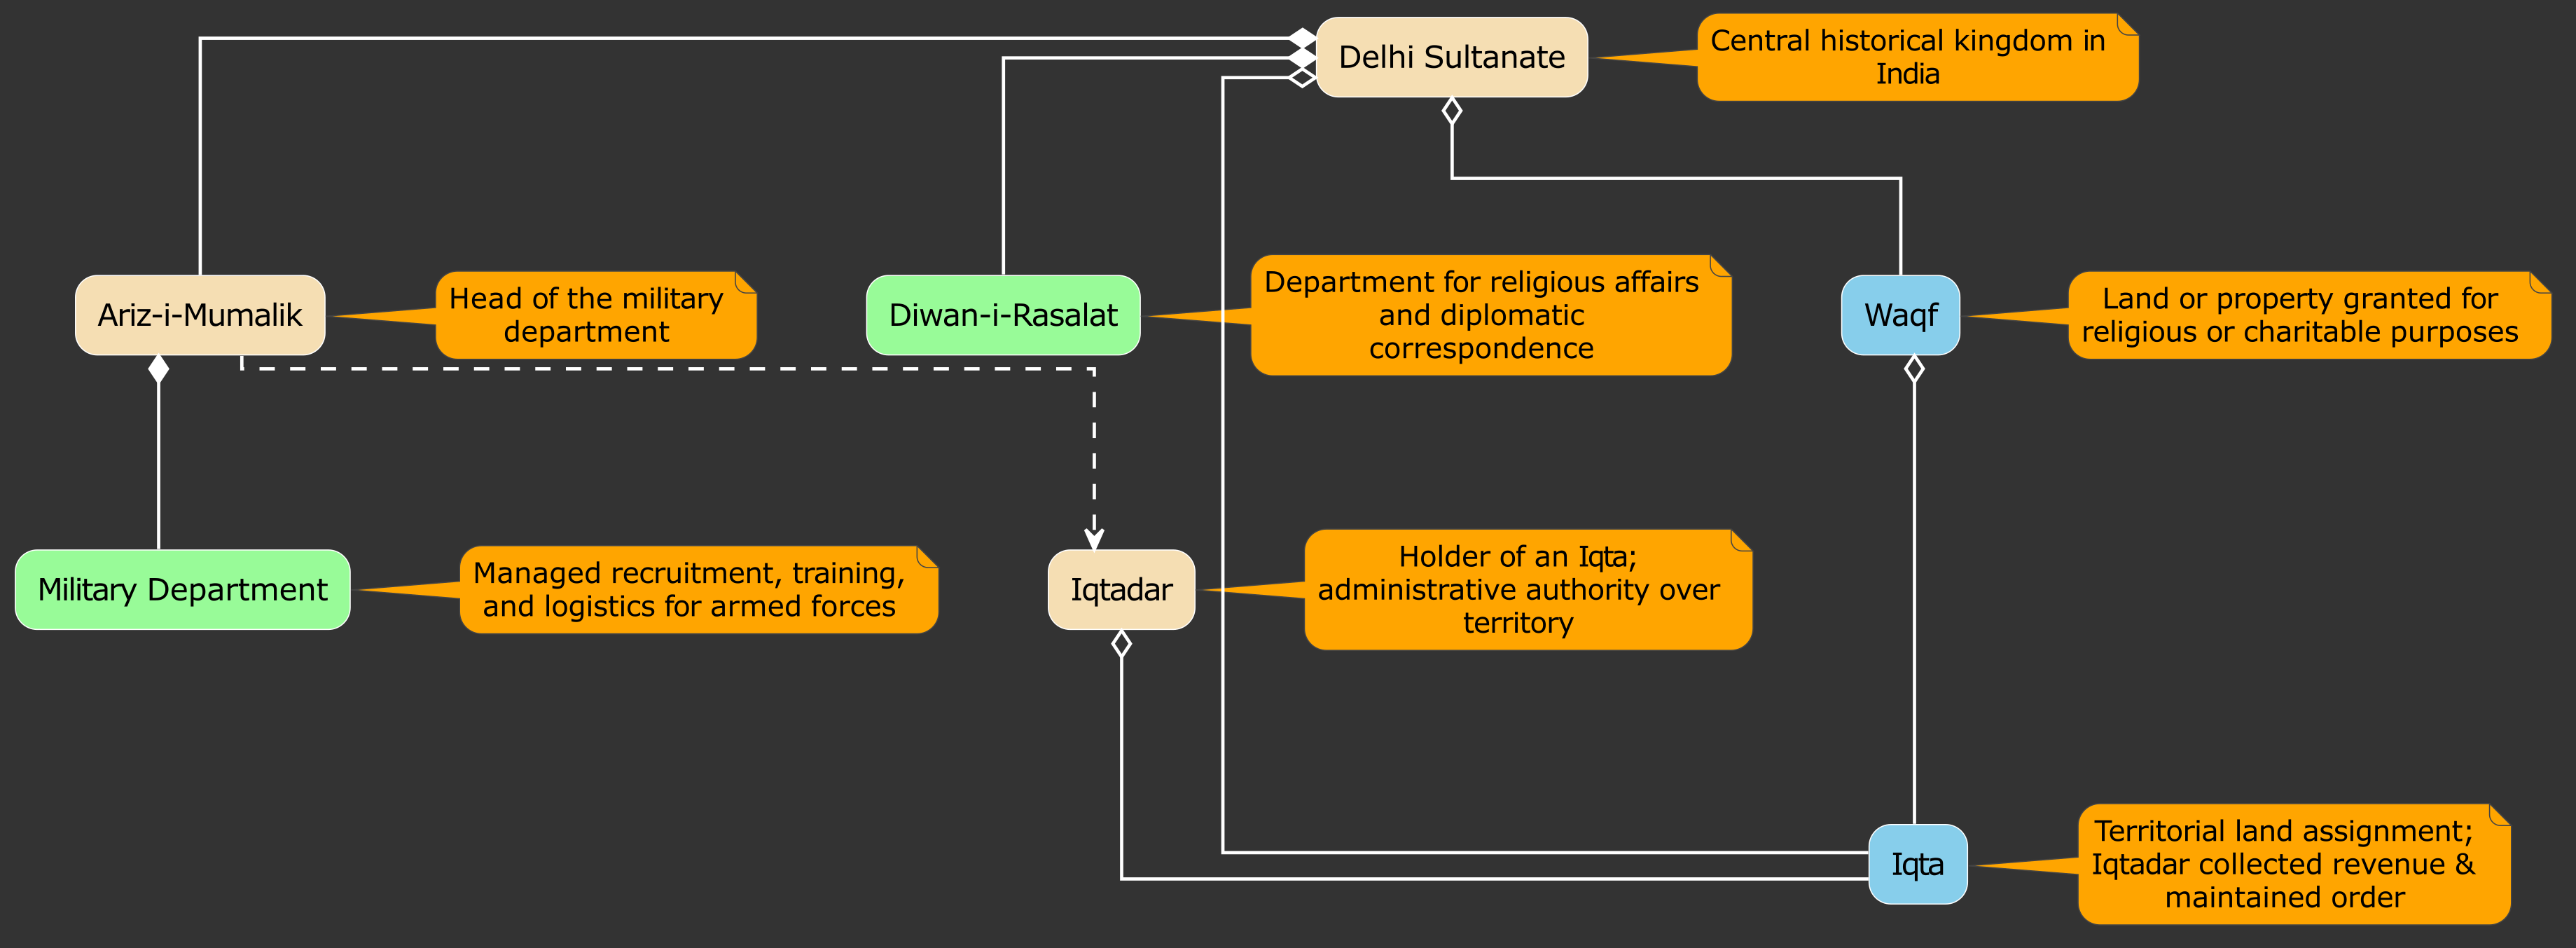 Delhi Sultanate
Central historical kingdom in
India
Ariz-i-Mumalik
Head of the military
department
Diwan-i-Rasalat
Department for religious affairs
and diplomatic
correspondence
Waqf
Land or property granted for
religious or charitable purposes
Military Department
Managed recruitment, training,
and logistics for armed forces
Iqtadar
Holder of an Iqta;
administrative authority over
territory
Iqta
Territorial land assignment;
Iqtadar collected revenue &
maintained order